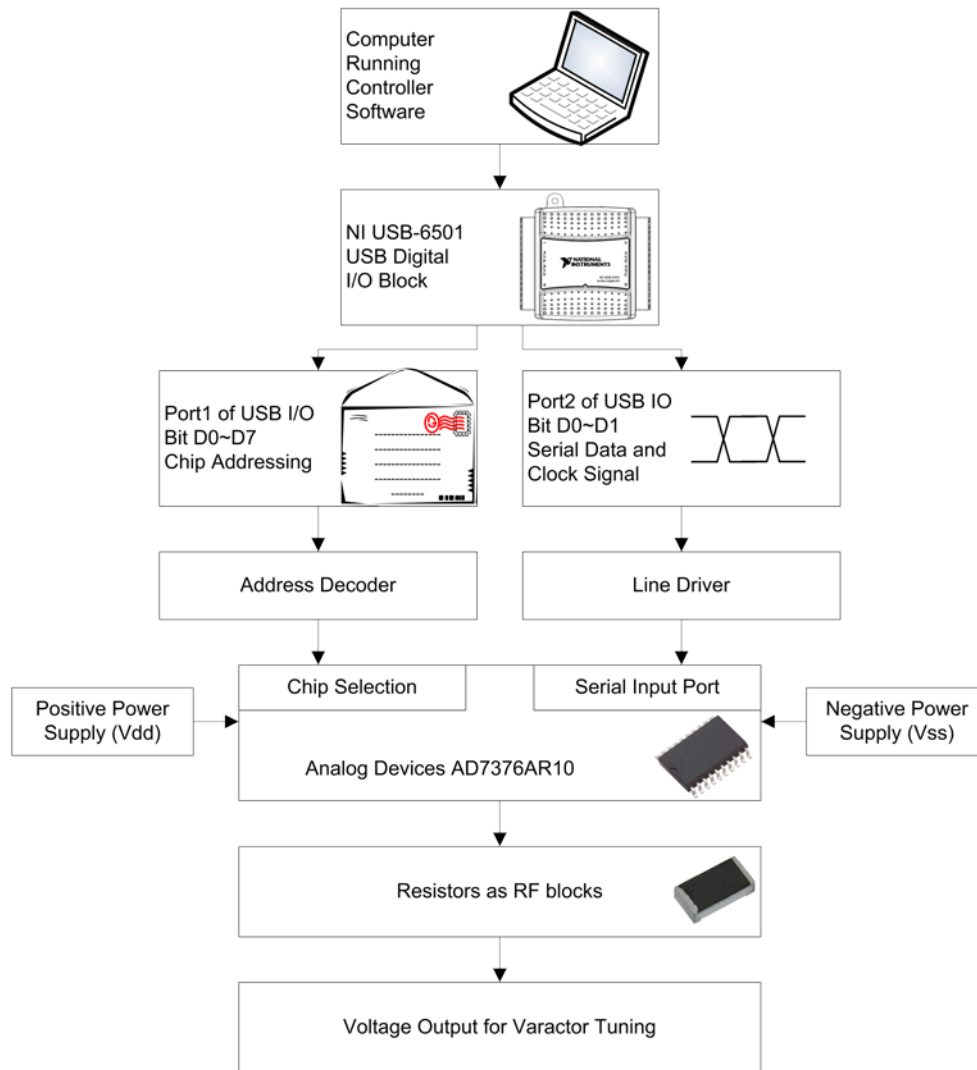 Computer
Running
Controller
Software
NI USB-6501
USB Digital
I/O Block
NATIONAL
INSTRUMENTS
Port1 of USB I/O
Bit D0~D7
Chip Addressing
Port2 of USB IO
Bit D0~D1
Serial Data and
Clock Signal
Address Decoder
Line Driver
Chip Selection
Serial Input Port
Positive Power
Supply (Vdd)
Negative Power
Supply (Vss)
Analog Devices AD7376AR10
Resistors as RF blocks
Voltage Output for Varactor Tuning